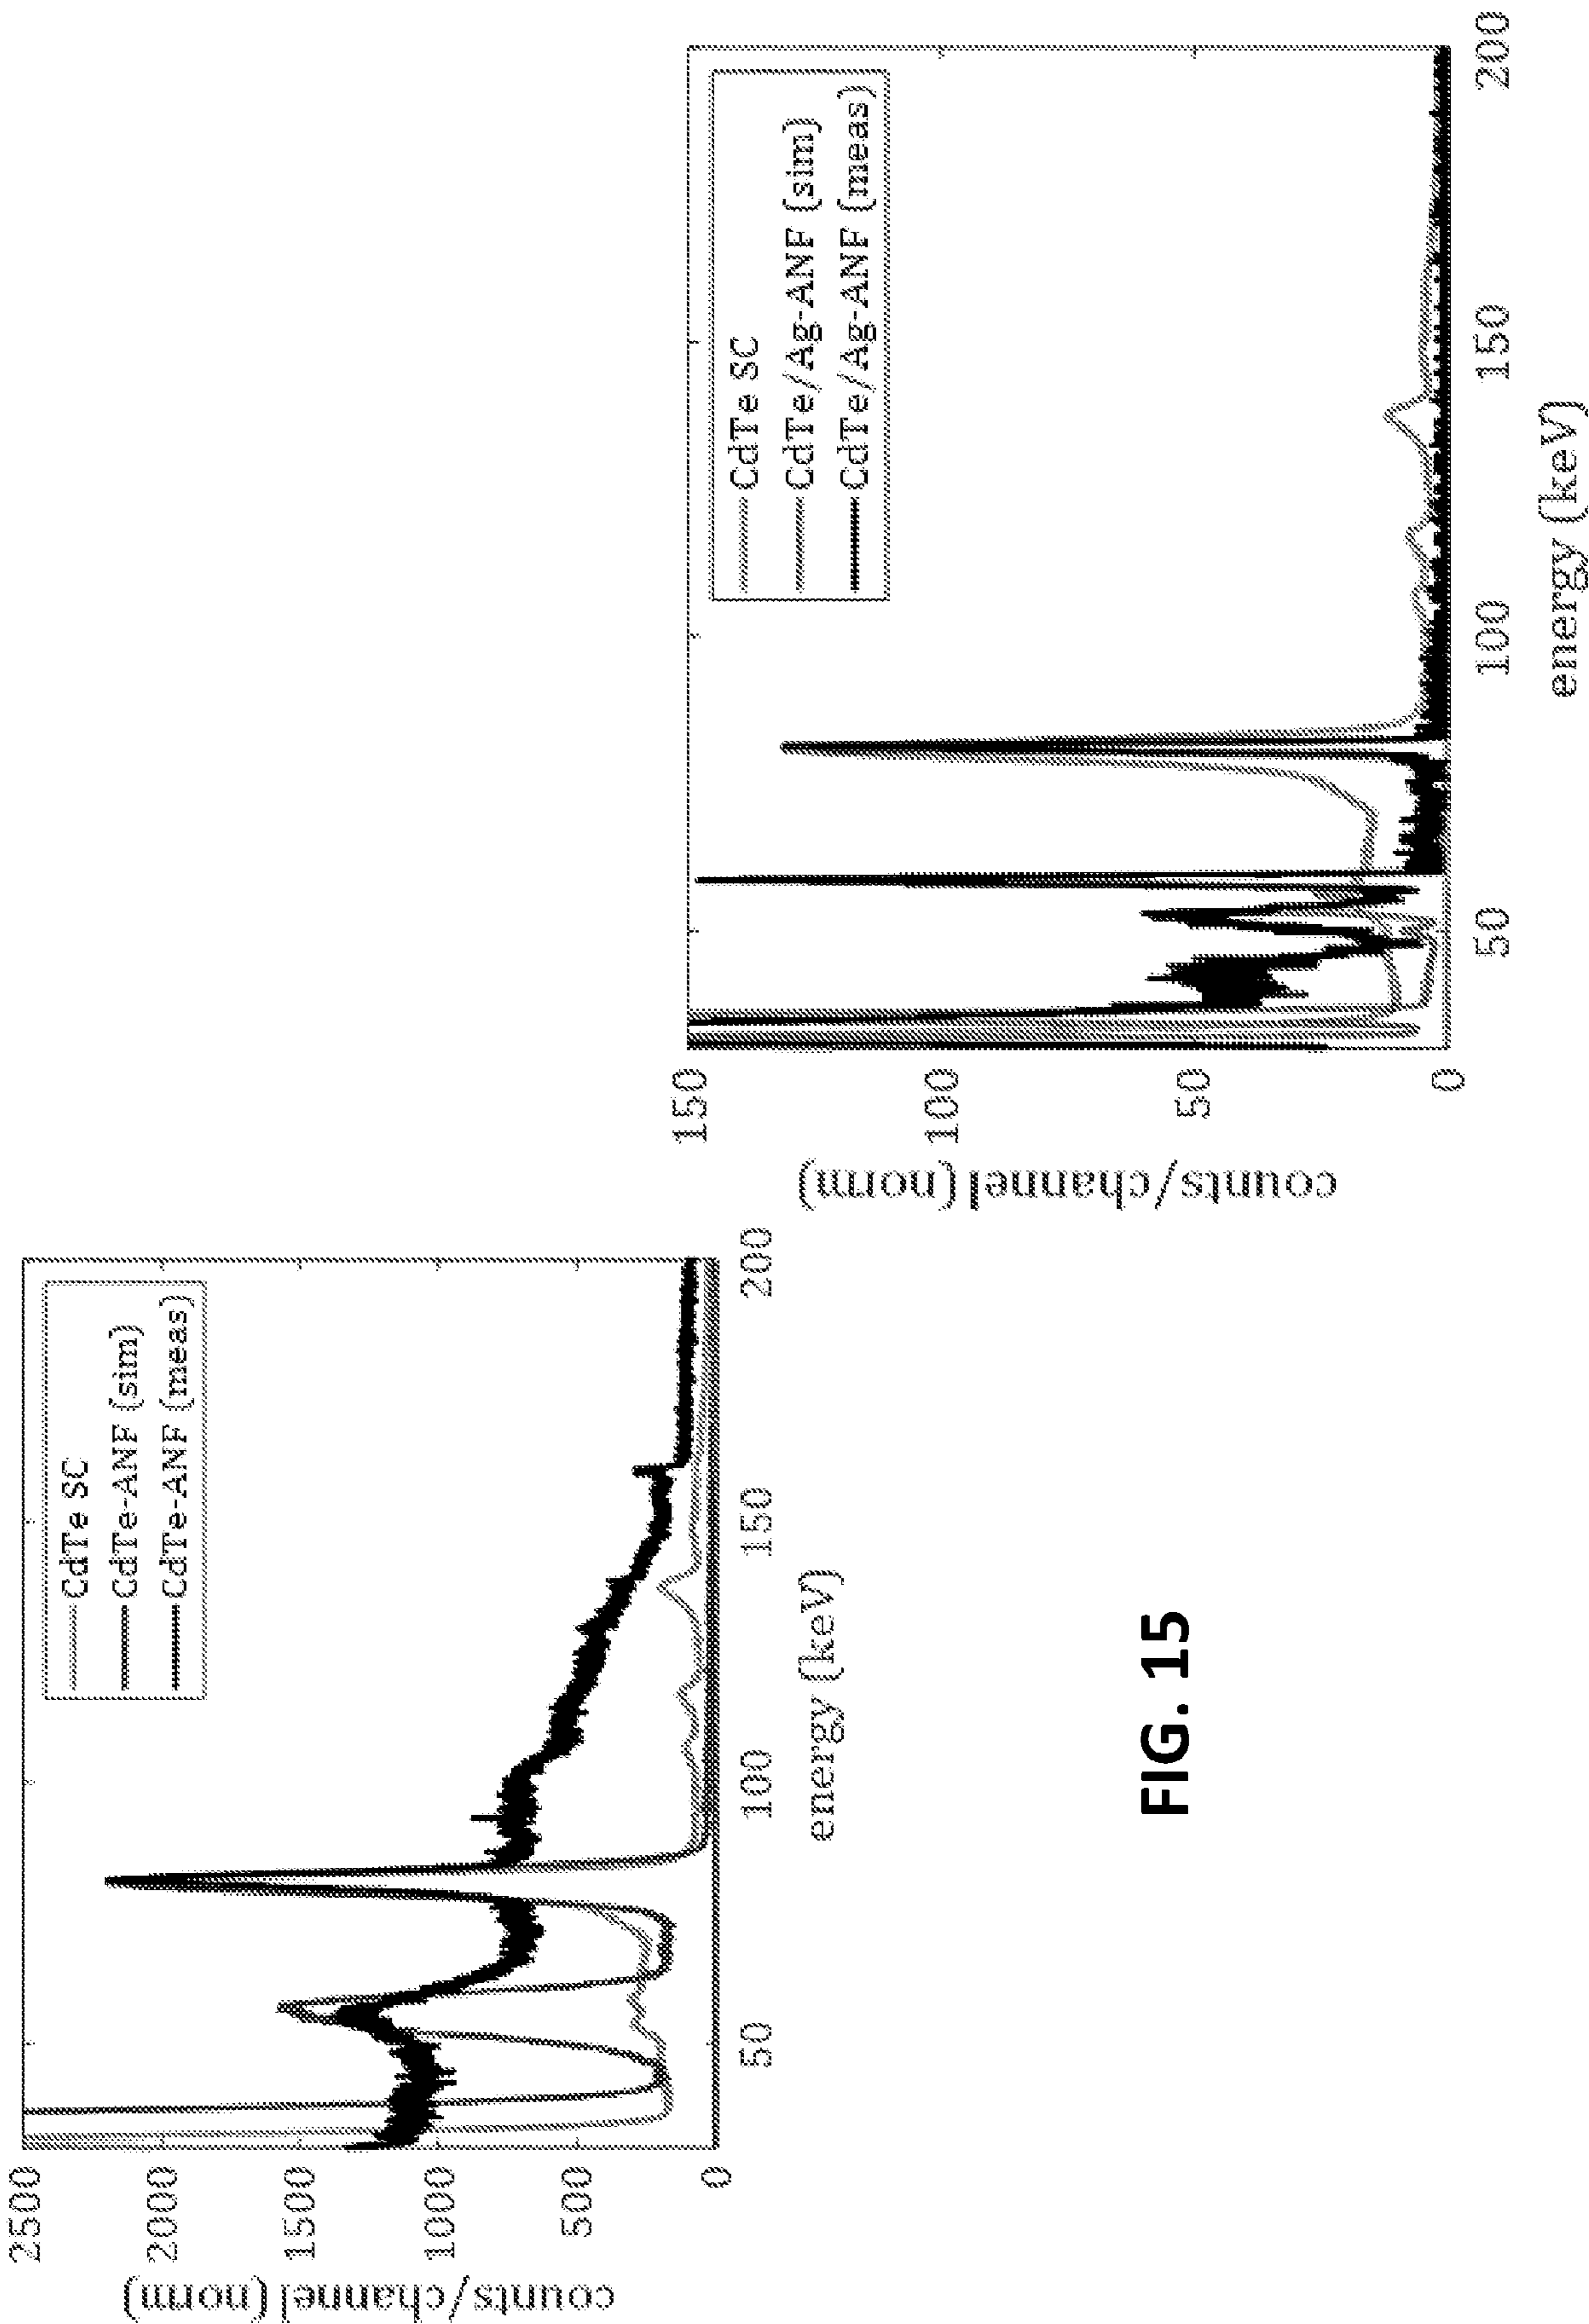 2500
2000
1500
1000
500
0
counts/channel (norm)
CdTe SC
CdTe-ANF (sim)
CdTe-ANF (meas)
50
100
150
200
energy (keV)
150
100
50
0
counts/channel (norm)
CdTe SC
CdTe/Ag-ANF (sim)
CdTe/Ag-ANF (meas)
50
100
150
200
energy (keV)
FIG. 15